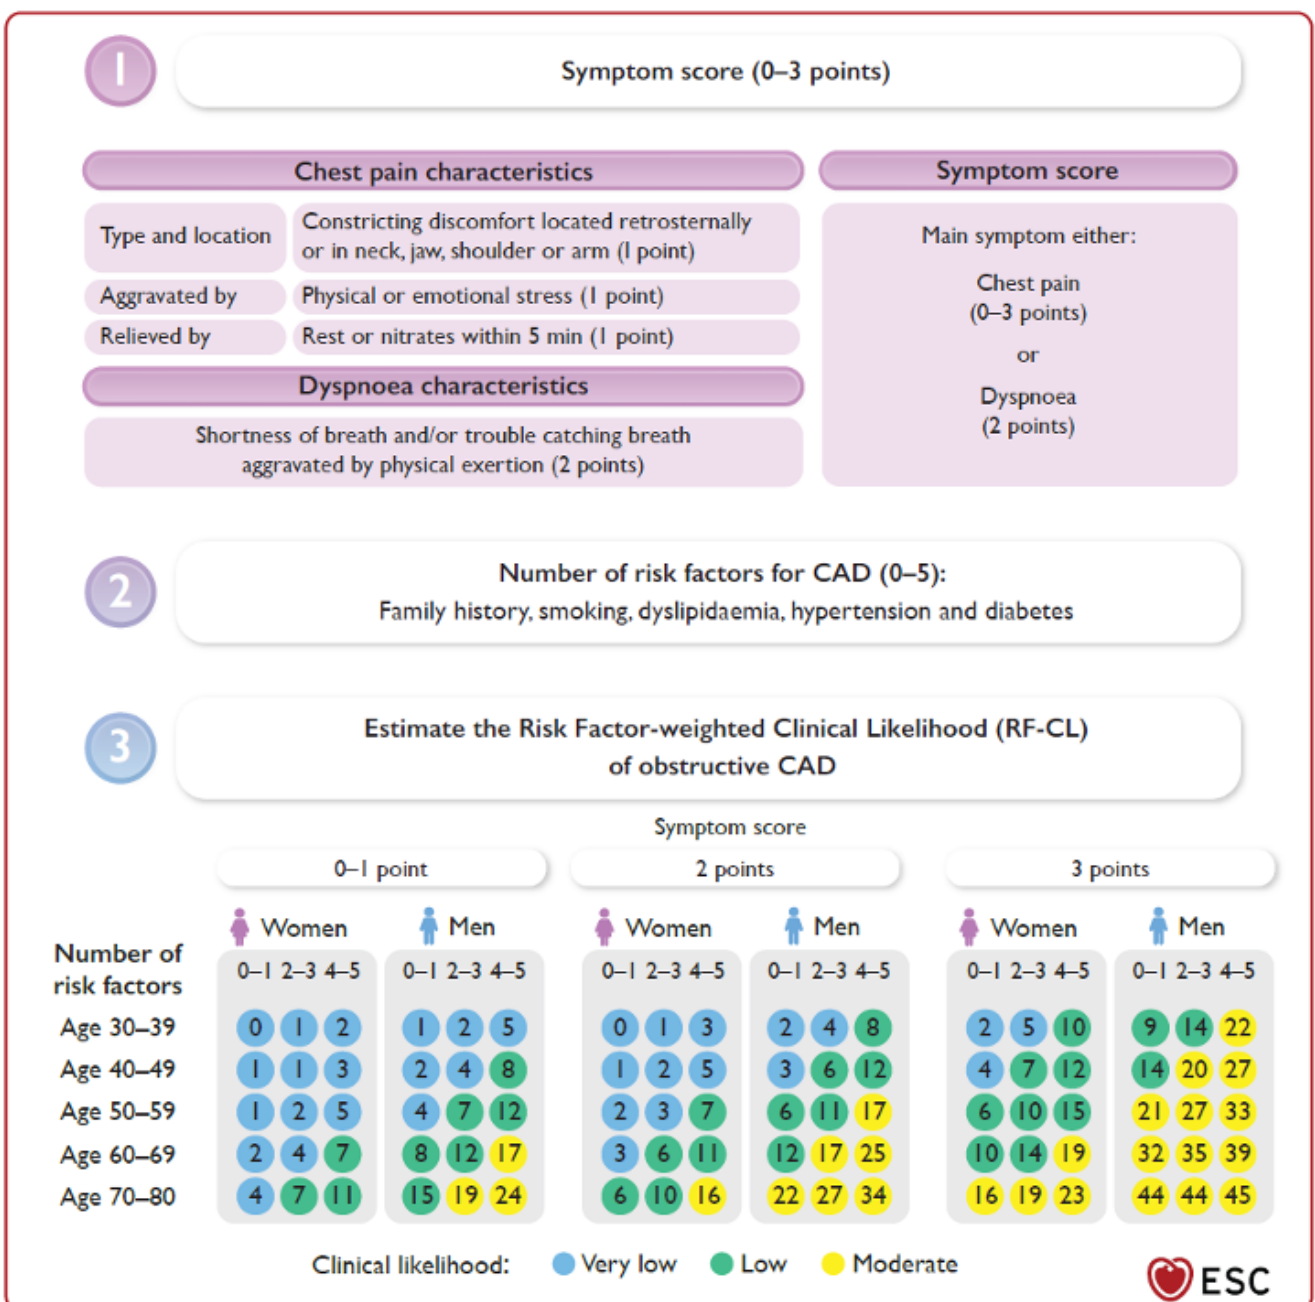 1
Symptom score (0–3 points)
Chest pain characteristics
Type and location
Constricting discomfort located retrosternally
or in neck, jaw, shoulder or arm (1 point)
Aggravated by
Physical or emotional stress (1 point)
Relieved by
Rest or nitrates within 5 min (1 point)
Dyspnoea characteristics
Shortness of breath and/or trouble catching breath
aggravated by physical exertion (2 points)
Symptom score
Main symptom either:
Chest pain
(0–3 points)
or
Dyspnoea
(2 points)
2
Number of risk factors for CAD (0–5):
Family history, smoking, dyslipidaemia, hypertension and diabetes
3
Estimate the Risk Factor-weighted Clinical Likelihood (RF-CL)
of obstructive CAD
Symptom score
0–1 point 2 points 3 points
Women Men Women Men Women Men
Number of
risk factors
0–1 2–3 4–5 0–1 2–3 4–5 0–1 2–3 4–5 0–1 2–3 4–5 0–1 2–3 4–5 0–1 2–3 4–5
Age 30–39 0 1 2 1 2 5 0 1 3 2 4 8 2 5 10 9 14 22
Age 40–49 1 1 3 2 4 8 1 2 5 3 6 12 4 7 12 14 20 27
Age 50–59 1 2 5 4 7 12 2 3 7 6 11 17 6 10 15 21 27 33
Age 60–69 2 4 7 8 12 17 3 6 11 12 17 25 10 14 19 32 35 39
Age 70–80 4 7 11 15 19 24 6 10 16 22 27 34 16 19 23 44 44 45
Clinical likelihood: Very low Low Moderate
ESC